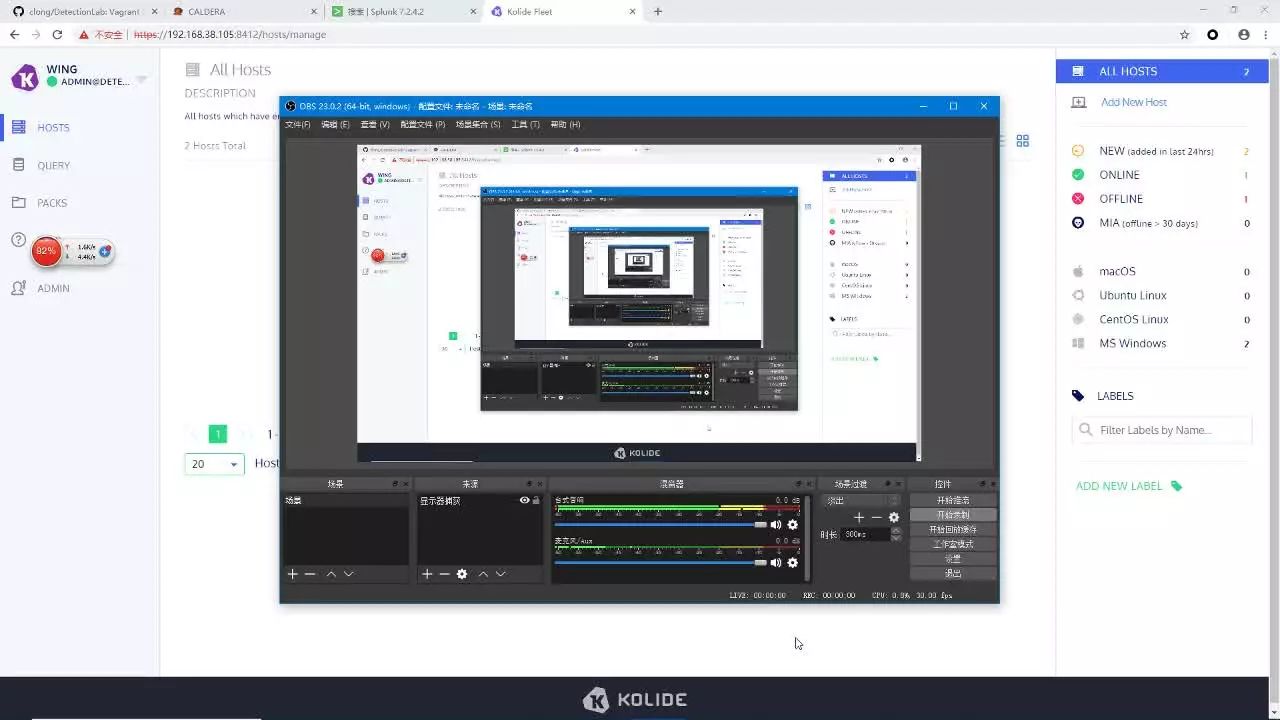 clong/DetectionLab: Vagrant
CALDERA
搜索 | Splunk 7.2.4.2
Kolide Fleet
不安全 | https://192.168.38.105:8412/hosts/manage
WING
ADMIN@DETE...
HOSTS
QUERY
PACKS
82%
1.6K/s
4.4K/s
ADMIN
All Hosts
DESCRIPTION
All hosts which have en
2 Hosts Total
1
1-
20
Host
OBS 23.0.2 (64-bit, windows) - 配置文件: 未命名 - 场景: 未命名
文件(F) 编辑 (E) 查看 (V) 配置文件 (P) 场景集合 (S) 工具 (T) 帮助 (H)
KOLIDE
场景
场景
来源
显示器捕获
混音器
台式音响
0.0 dB
麦克风/Aux
0.0 dB
场景过渡
淡出
时长
300ms
控件
开始推流
开始录制
开始回放缓存
工作室模式
设置
退出
LIVE: 00:00:00
REC: 00:00:00
CPU: 0.8%, 30.00 fps
ALL HOSTS 2
Add New Host
NEW (added in last 24hrs) 2
ONLINE 1
OFFLINE 1
MIA (offline > 30 days) 0
macOS 0
Ubuntu Linux 0
CentOS Linux 0
MS Windows 2
LABELS
Filter Labels by Name...
ADD NEW LABEL
KOLIDE